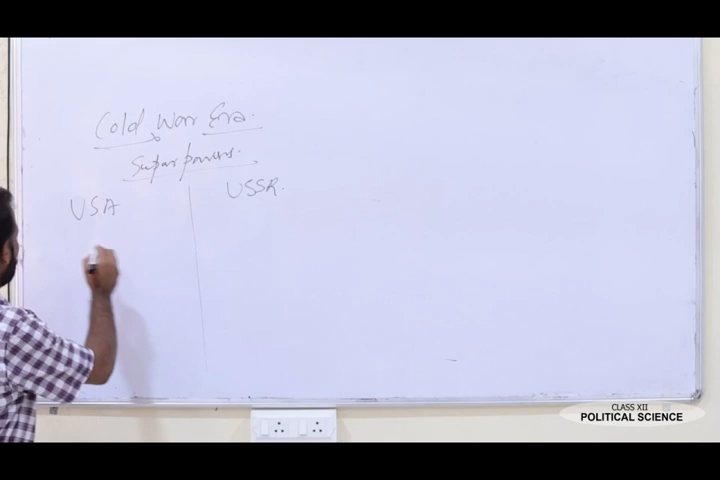 Cold War Era.
Super powers.
USA
USSR.
CLASS XII
POLITICAL SCIENCE